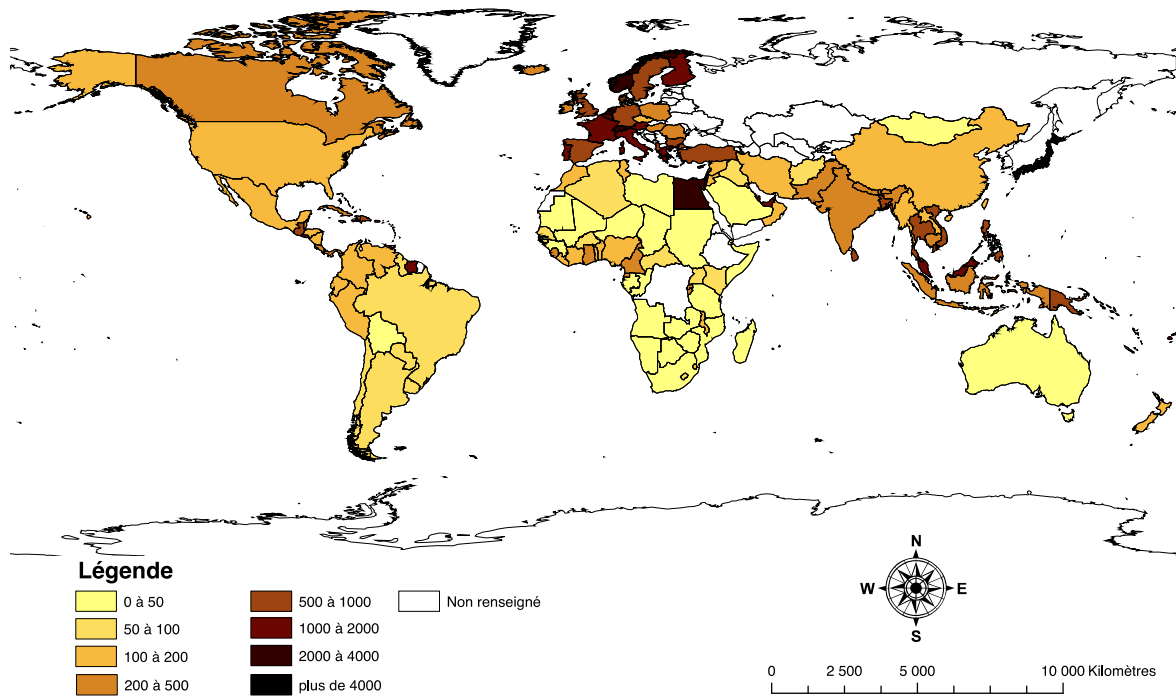 Légende
0 à 50
50 à 100
100 à 200
200 à 500
500 à 1000
1000 à 2000
2000 à 4000
plus de 4000
Non renseigné
N
W E
S
0 2 500 5 000 10 000 Kilomètres